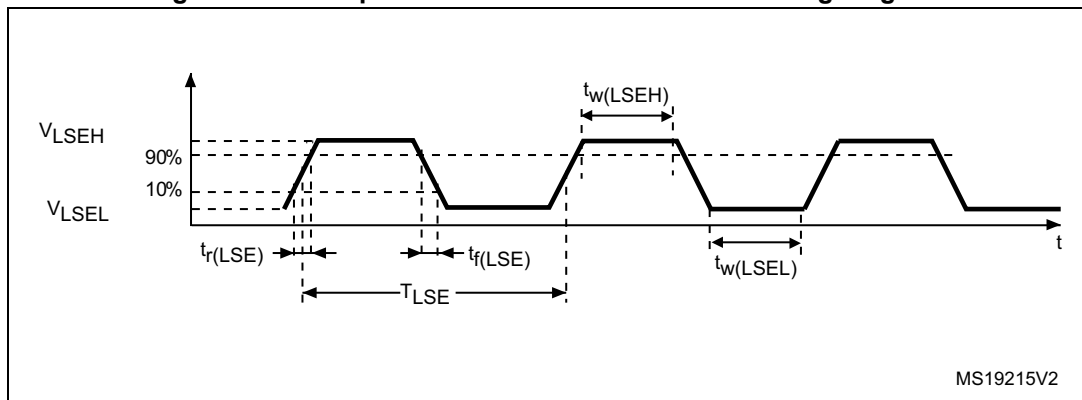 tw(LSEH)
VLSEH
90%
10%
VLSEL
tr(LSE)
tf(LSE)
tw(LSEL)
t
TLSE
MS19215V2